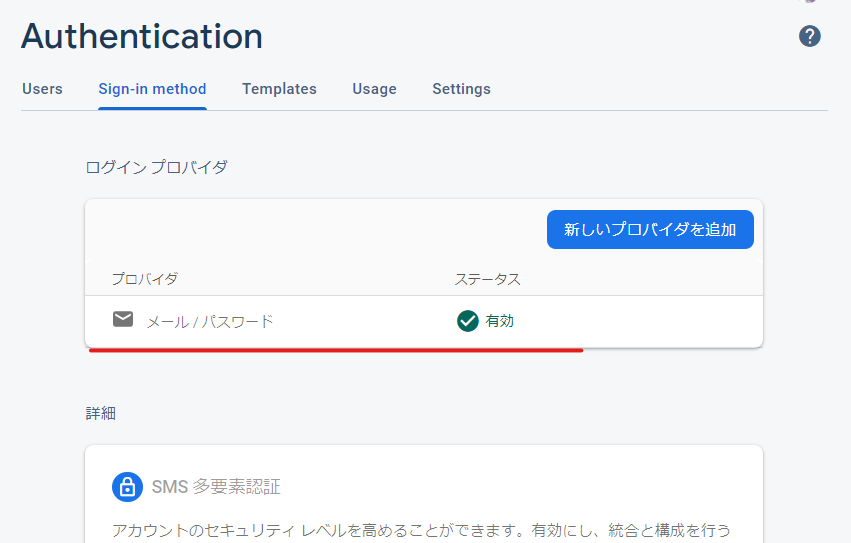 Authentication
Users Sign-in method Templates Usage Settings
ログイン プロバイダ
新しいプロバイダを追加
プロバイダ ステータス
メール / パスワード 有効
詳細
SMS 多要素認証
アカウントのセキュリティ レベルを高めることができます。有効にし、統合と構成を行う